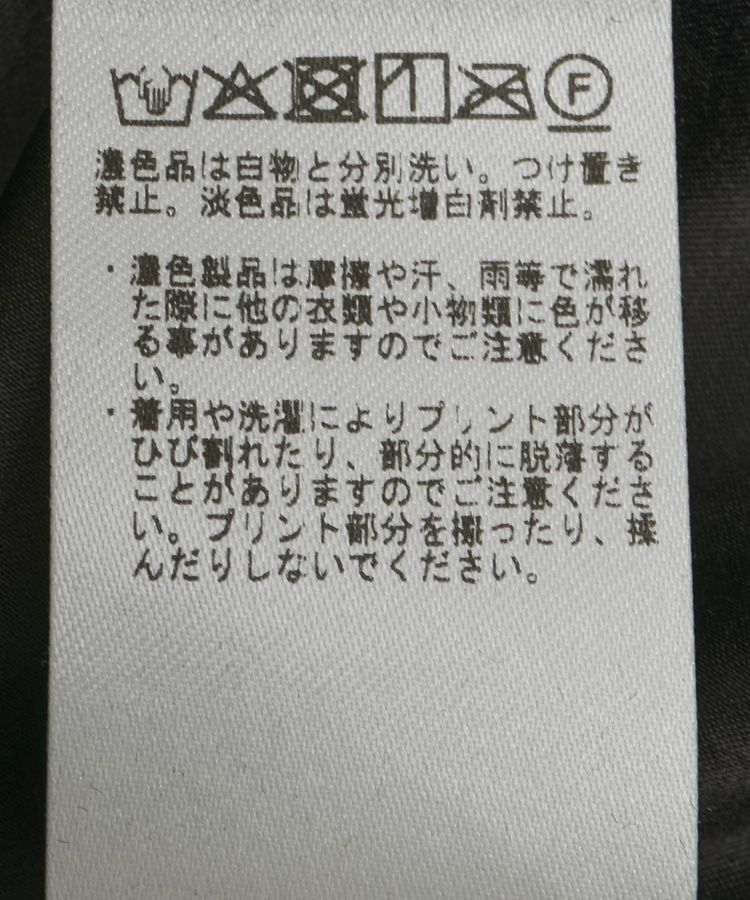 F
濃色品は白物と分別洗い。つけ置き
禁止。淡色品は蛍光増白剤禁止。
・濃色製品は摩擦や汗、雨等で濡れ
た際に他の衣類や小物類に色が移
る事がありますのでご注意くださ
い。
・着用や洗濯によりプリント部分が
ひび割れたり、部分的に脱落する
ことがありますのでご注意くださ
い。プリント部分を擦ったり、揉
んだりしないでください。